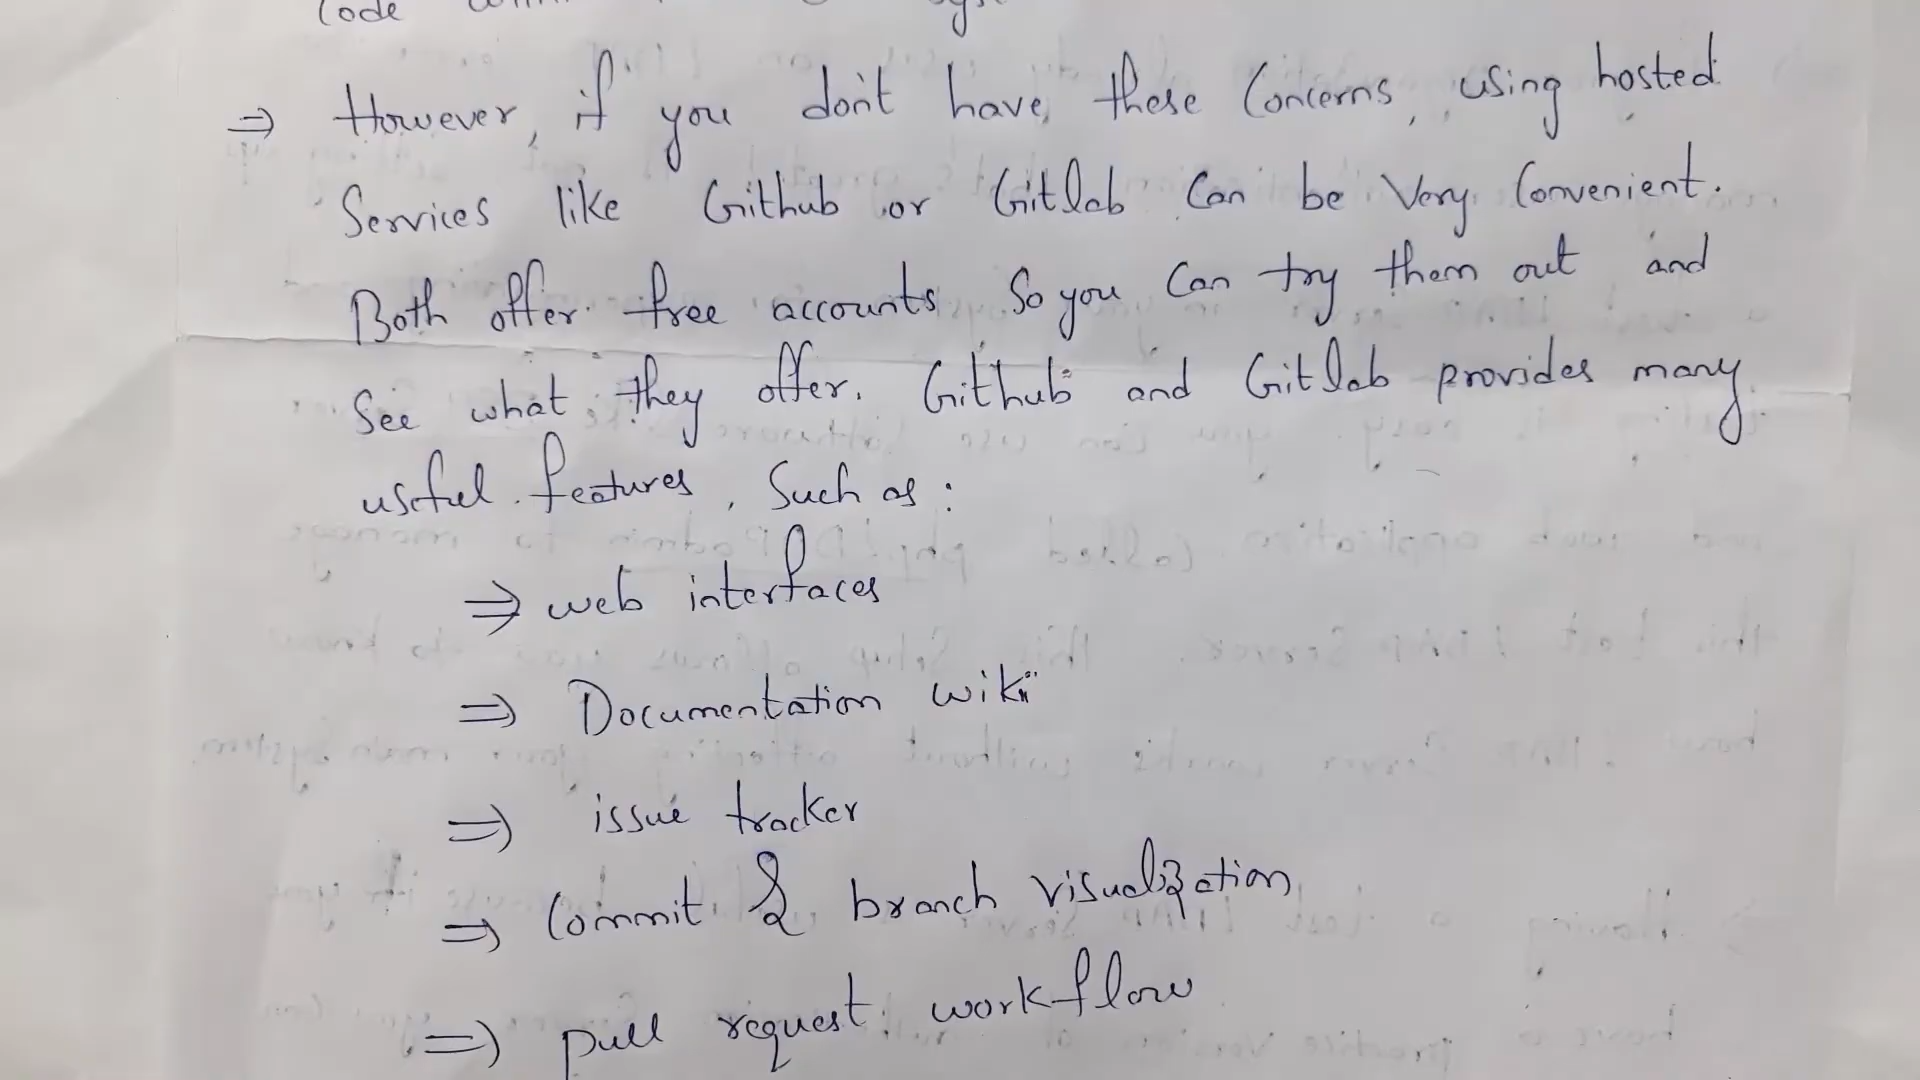 Code
⇒ However, if you don't have, these Concerns, using hosted
Services like Github or Gitlab Can be Very Convenient.
Both offer free accounts So you Can try them out and
See what they offer. Github and Gitlab provides many
useful features, Such as:
⇒ web interfaces
⇒ Documentation wiki
⇒ issue tracker
⇒ Commit & branch visualization
⇒ pull request workflow